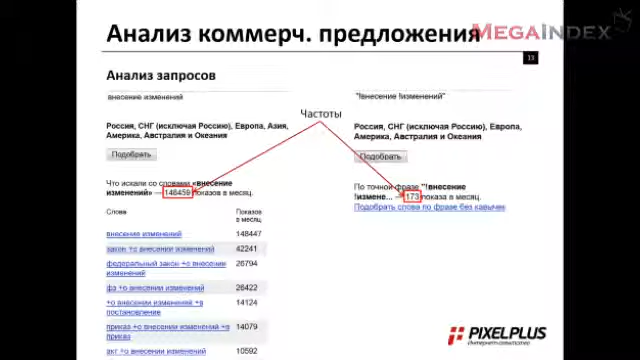 Анализ коммерч. предложения
MEGAINDEX
13
Анализ запросов
внесение изменений
Россия, СНГ (исключая Россию), Европа, Азия,
Америка, Австралия и Океания
Подобрать
Что искали со словами «внесение
изменений» — 148459 показов в месяц.
Слова Показов
в месяц
внесение изменений 148447
закон +о внесении изменений 42241
федеральный закон +о внесении 26794
изменений
фз +о внесении изменений 26422
+о внесении изменений +в 14124
постановление
приказ +о внесении изменений +в 14079
приказ
акт +о внесении изменений 10592
Частоты
"!внесение !изменений"
Россия, СНГ (исключая Россию), Европа, Азия,
Америка, Австралия и Океания
Подобрать
По точной фразе "!внесение
!измене... — 173 показа в месяц.
Подобрать слова по фразе без кавычек
PIXELPLUS
Интернет-агентство